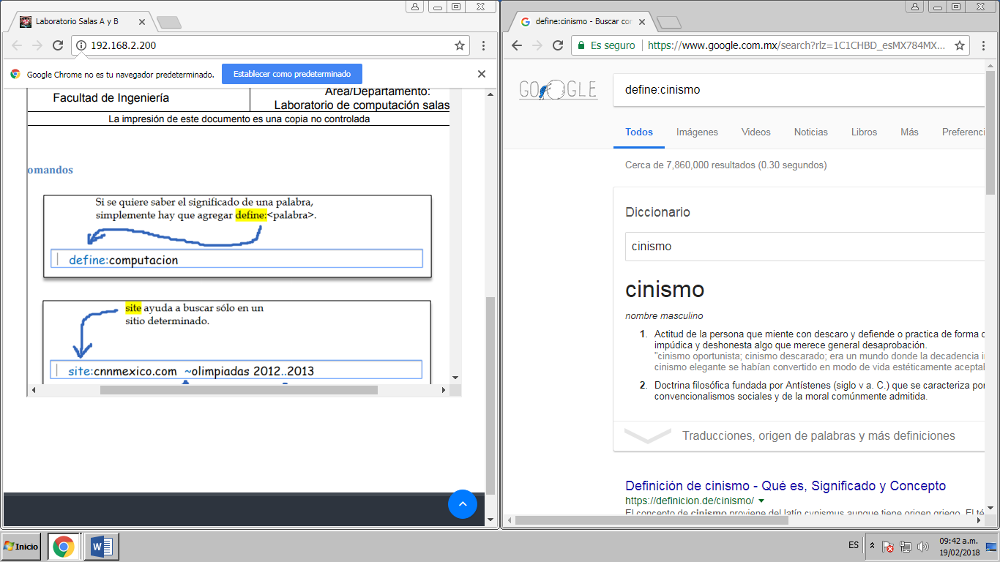 Laboratorio Salas A y B
192.168.2.200
Google Chrome no es tu navegador predeterminado.
Establecer como predeterminado
Facultad de Ingeniería
Área/Departamento:
Laboratorio de computación salas
La impresión de este documento es una copia no controlada
omandos
Si se quiere saber el significado de una palabra,
simplemente hay que agregar define:<palabra>.
define:computacion
site ayuda a buscar sólo en un
sitio determinado.
site:cnnmexico.com ~olimpiadas 2012..2013
define:cinismo - Buscar con
Es seguro
https://www.google.com.mx/search?rlz=1C1CHBD_esMX784MX...
GOOGLE
define:cinismo
Todos Imágenes Videos Noticias Libros Más Preferenci
Cerca de 7,860,000 resultados (0.30 segundos)
Diccionario
cinismo
cinismo
nombre masculino
1. Actitud de la persona que miente con descaro y defiende o practica de forma
impúdica y deshonesta algo que merece general desaprobación.
"cinismo oportunista; cinismo descarado; era un mundo donde la decadencia
cinismo elegante se habían convertido en modo de vida estéticamente acepta
2. Doctrina filosófica fundada por Antístenes (siglo v a. C.) que se caracteriza por
convencionalismos sociales y de la moral comúnmente admitida.
Traducciones, origen de palabras y más definiciones
Definición de cinismo - Qué es, Significado y Concepto
https://definicion.de/cinismo/
El concepto de cinismo proviene del latín cynismus aunque tiene origen griego. El té
Inicio
ES
09:42 a.m.
19/02/2018